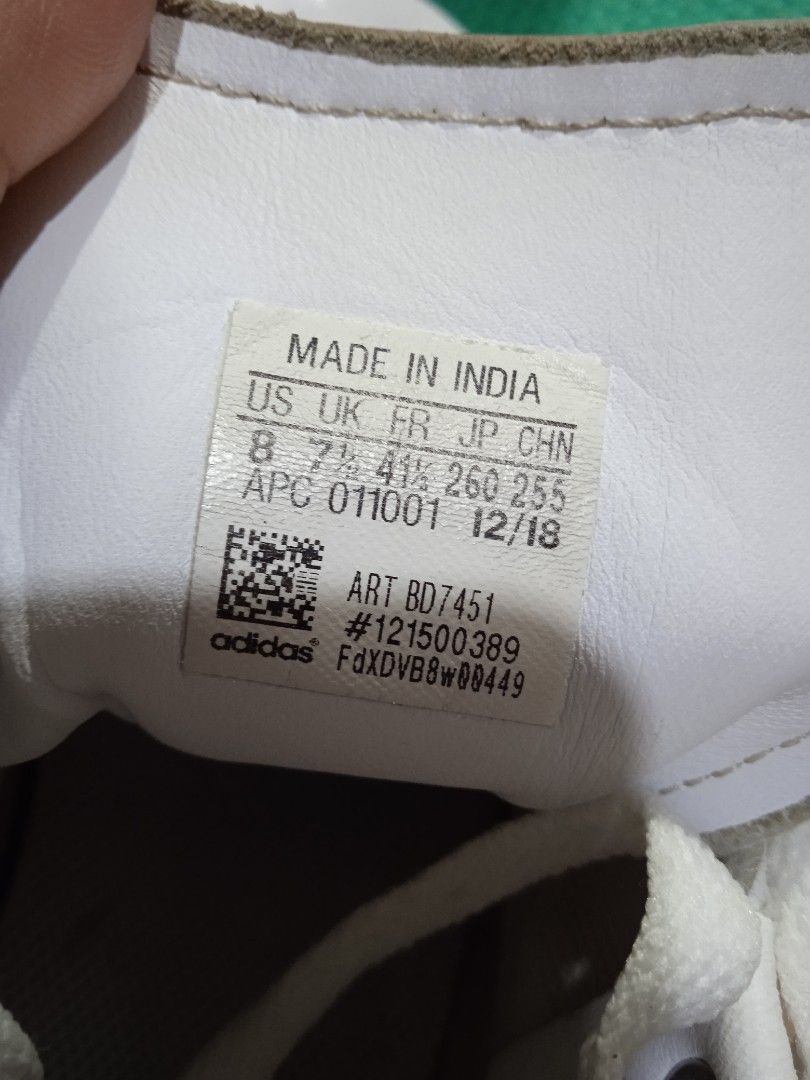 MADE IN INDIA
US UK FR JP CHN
8 7½ 41⅓ 260 255
APC 011001 12/18
ART BD7451
#121500389
adidas®
FdXDVB8w00449